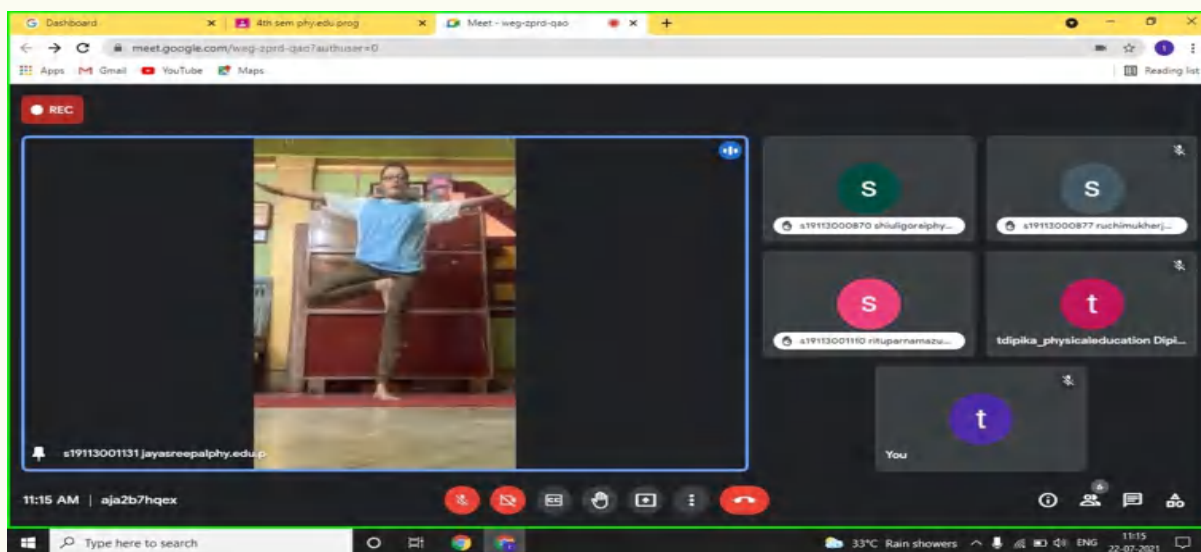 Dashboard
4th sem phy.edu prog
Meet - weg-zprd-qao
meet.google.com/weg-zprd-qao?authuser=0
Apps
Gmail
YouTube
Maps
Reading list
REC
s
s19113000870 shiuligoraiphy...
s
s19113000877 ruchimukherj...
s
s19113001110 rituparnamazu...
t
tdipika_physicaleducation Dipi...
t
You
s19113001131 jayasreepalphy.edu.p
11:15 AM | aja2b7hqex
6
Type here to search
33°C Rain showers
ENG
11:15
22-07-2021